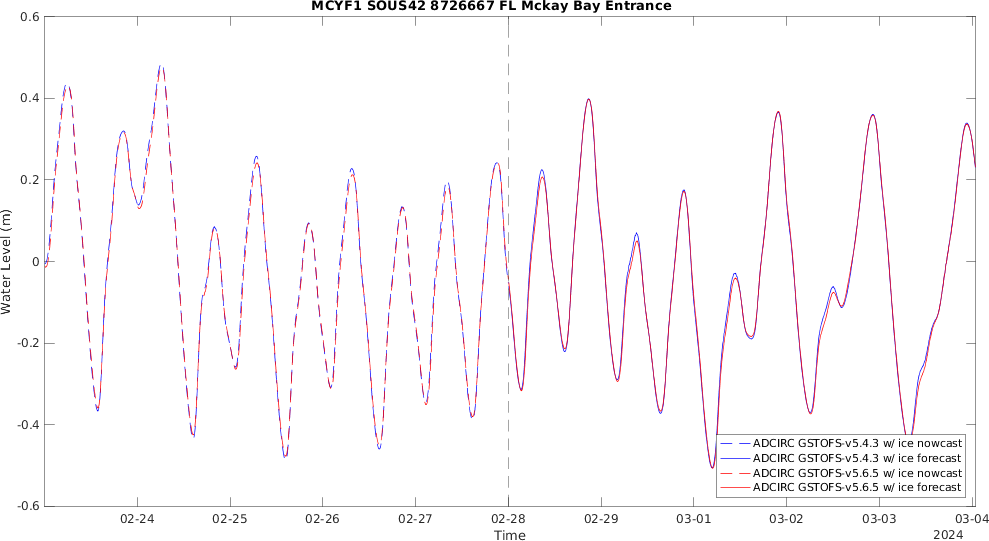 MCYF1 SOUS42 8726667 FL Mckay Bay Entrance
0.6
0.4
0.2
0
-0.2
-0.4
-0.6
Water Level (m)
ADCIRC GSTOFS-v5.4.3 w/ ice nowcast
ADCIRC GSTOFS-v5.4.3 w/ ice forecast
ADCIRC GSTOFS-v5.6.5 w/ ice nowcast
ADCIRC GSTOFS-v5.6.5 w/ ice forecast
02-24 02-25 02-26 02-27 02-28 02-29 03-01 03-02 03-03 03-04
Time
2024